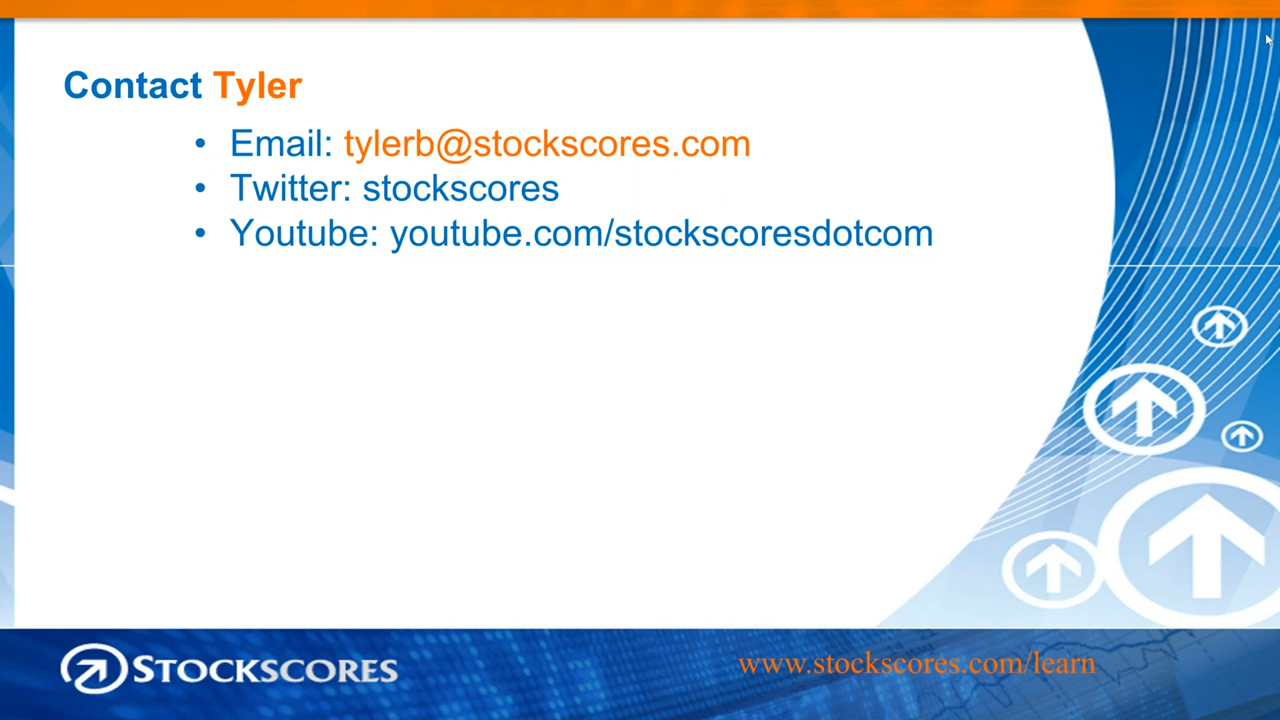 Contact Tyler
• Email: tylerb@stockscores.com
• Twitter: stockscores
• Youtube: youtube.com/stockscoresdotcom
STOCKSCORES
www.stockscores.com/learn